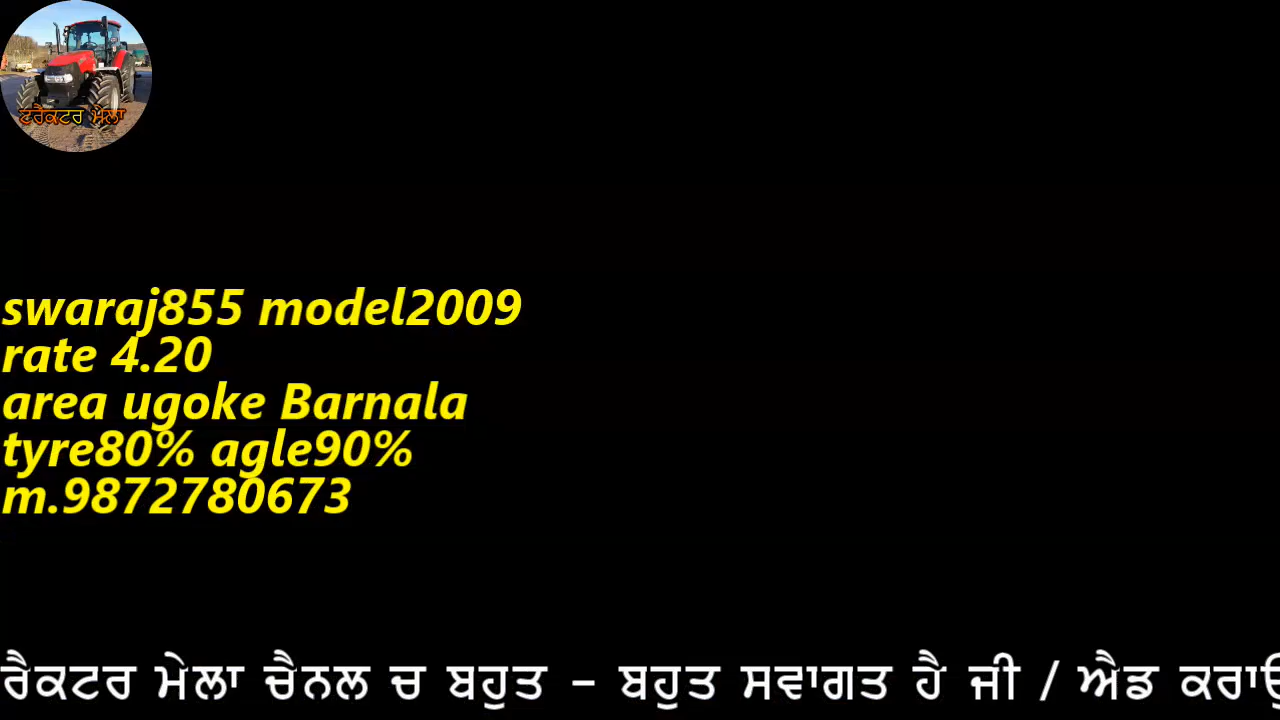 ਟਰੈਕਟਰ ਮੇਲਾ
swaraj855 model2009
rate 4.20
area ugoke Barnala
tyre80% agle90%
m.9872780673
ਰੈਕਟਰ ਮੇਲਾ ਚੈਨਲ ਚ ਬਹੁਤ - ਬਹੁਤ ਸਵਾਗਤ ਹੈ ਜੀ / ਐਡ ਕਰਾਉ